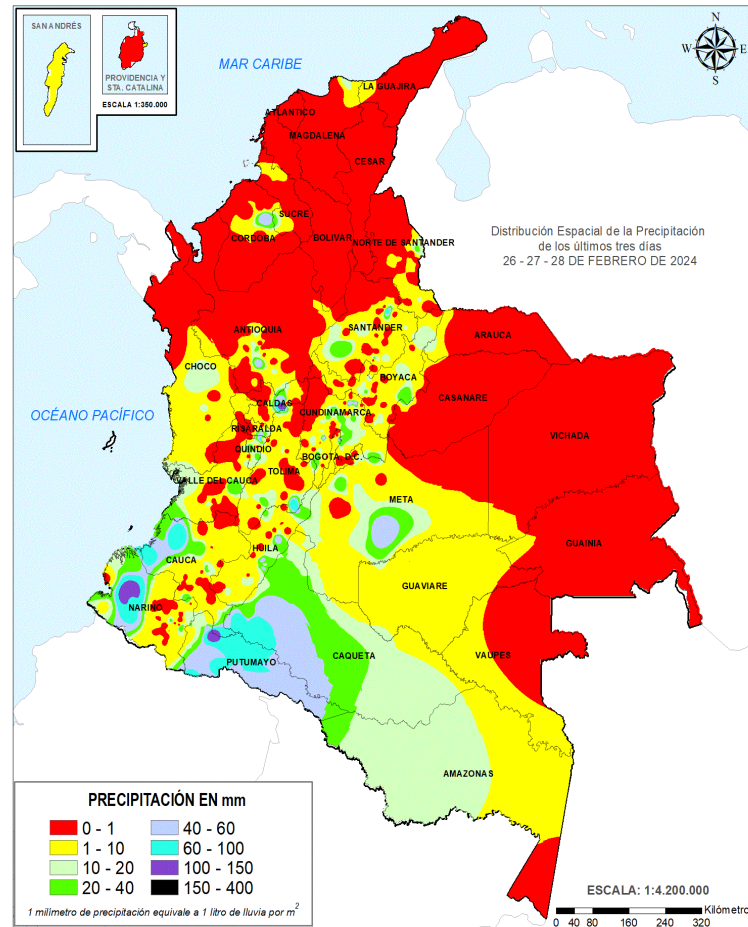 SAN ANDRÉS
PROVIDENCIA Y
STA. CATALINA
ESCALA 1:350.000
MAR CARIBE
N
W
E
S
LA GUAJIRA
ATLANTICO
MAGDALENA
CESAR
SUCRE
CORDOBA
BOLIVAR
NORTE DE SANTANDER
Distribución Espacial de la Precipitación
de los últimos tres días
26 - 27 - 28 DE FEBRERO DE 2024
ANTIOQUIA
SANTANDER
ARAUCA
CHOCO
BOYACA
CASANARE
OCÉANO PACÍFICO
CALDAS
CUNDINAMARCA
RISARALDA
VICHADA
QUINDIO
BOGOTA D.C.
TOLIMA
VALLE DEL CAUCA
META
GUAINIA
HUILA
CAUCA
GUAVIARE
NARIÑO
CAQUETA
VAUPES
PUTUMAYO
AMAZONAS
PRECIPITACIÓN EN mm
0 - 1
40 - 60
1 - 10
60 - 100
10 - 20
100 - 150
20 - 40
150 - 400
1 milímetro de precipitación equivale a 1 litro de lluvia por m2
ESCALA: 1:4.200.000
0 40 80 160 240 320 Kilómetro